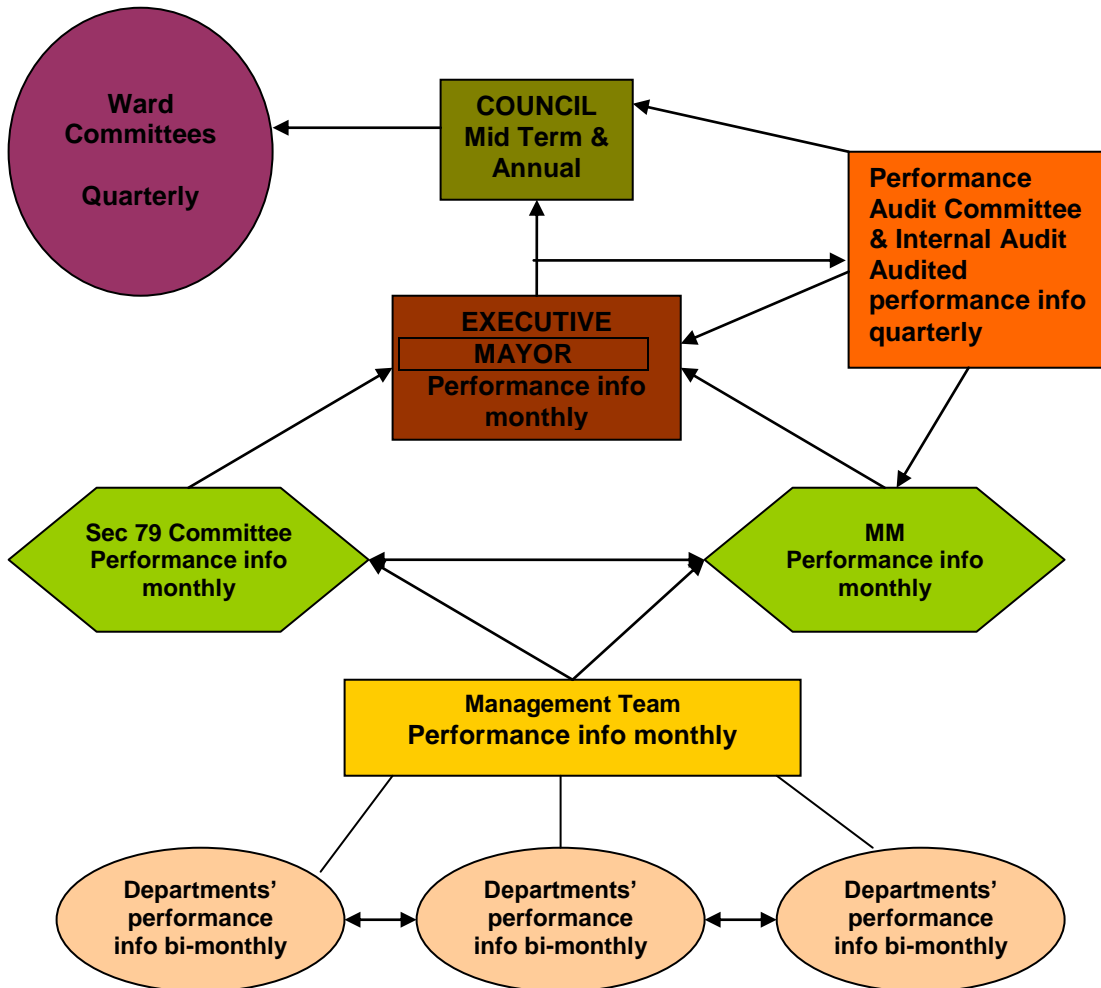 Ward
Committees
Quarterly
COUNCIL
Mid Term &
Annual
Performance
Audit Committee
& Internal Audit
Audited
performance info
quarterly
EXECUTIVE
MAYOR
Performance info
monthly
Sec 79 Committee
Performance info
monthly
MM
Performance info
monthly
Management Team
Performance info monthly
Departments’
performance
info bi-monthly
Departments’
performance
info bi-monthly
Departments’
performance
info bi-monthly